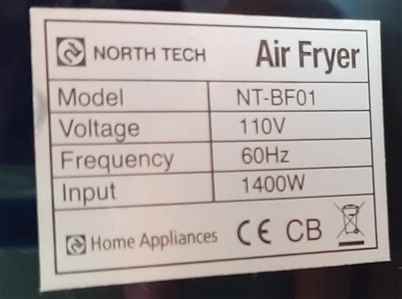 NORTH TECH Air Fryer
Model NT-BF01
Voltage 110V
Frequency 60Hz
Input 1400W
Home Appliances CE CB